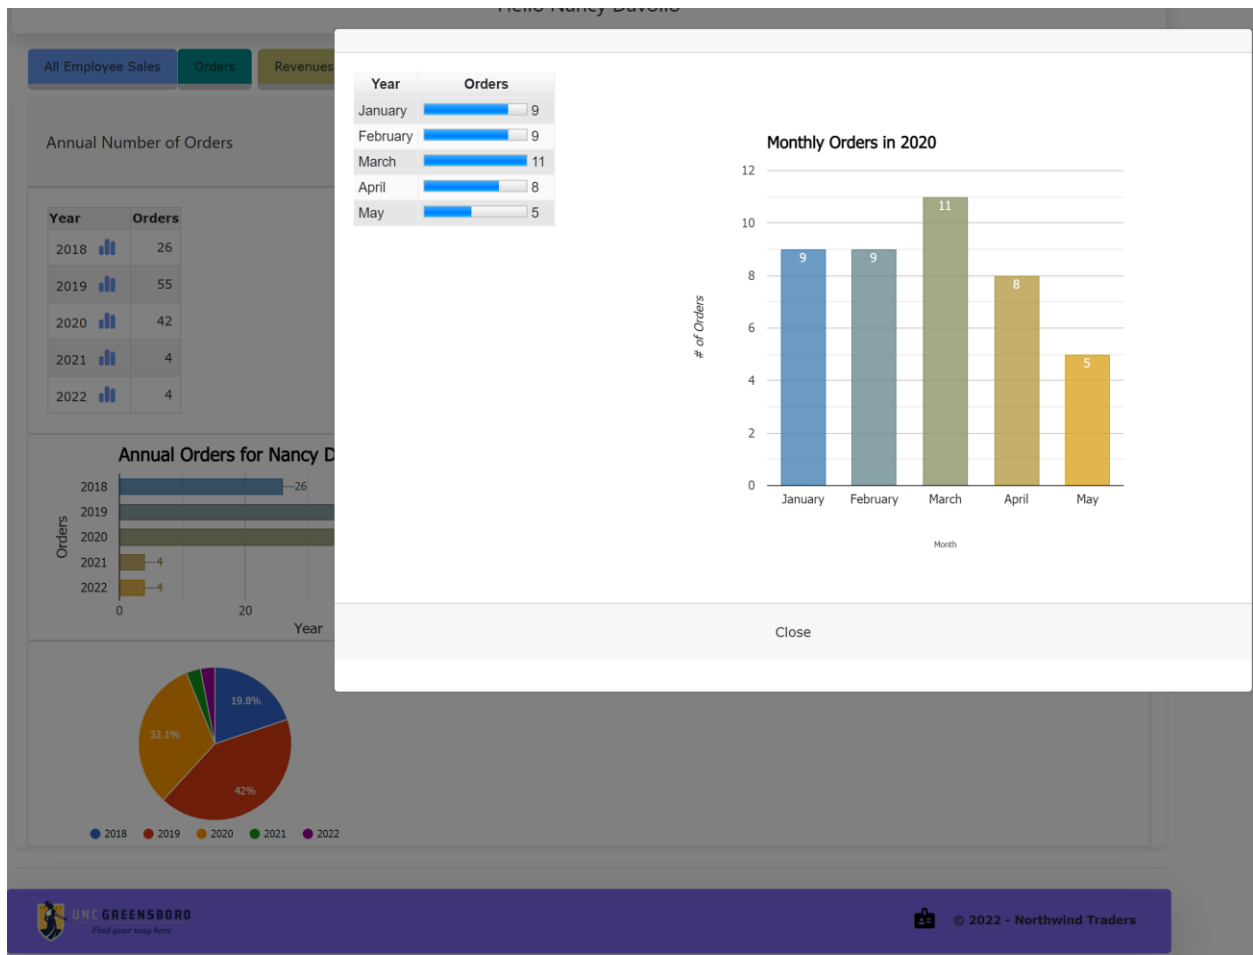 Hello Nancy Davolio
All Employee Sales Orders Revenues
Annual Number of Orders
Year Orders
2018 26
2019 55
2020 42
2021 4
2022 4
Annual Orders for Nancy D
Orders
2018 26
2019
2020
2021 4
2022 4
0 20
Year
19.8%
32.1%
42%
2018 2019 2020 2021 2022
Year Orders
January 9
February 9
March 11
April 8
May 5
Monthly Orders in 2020
# of Orders
12
10
8
6
4
2
0
9 9 11 8 5
January February March April May
Month
Close
UNC GREENSBORO
Find your way here
© 2022 - Northwind Traders